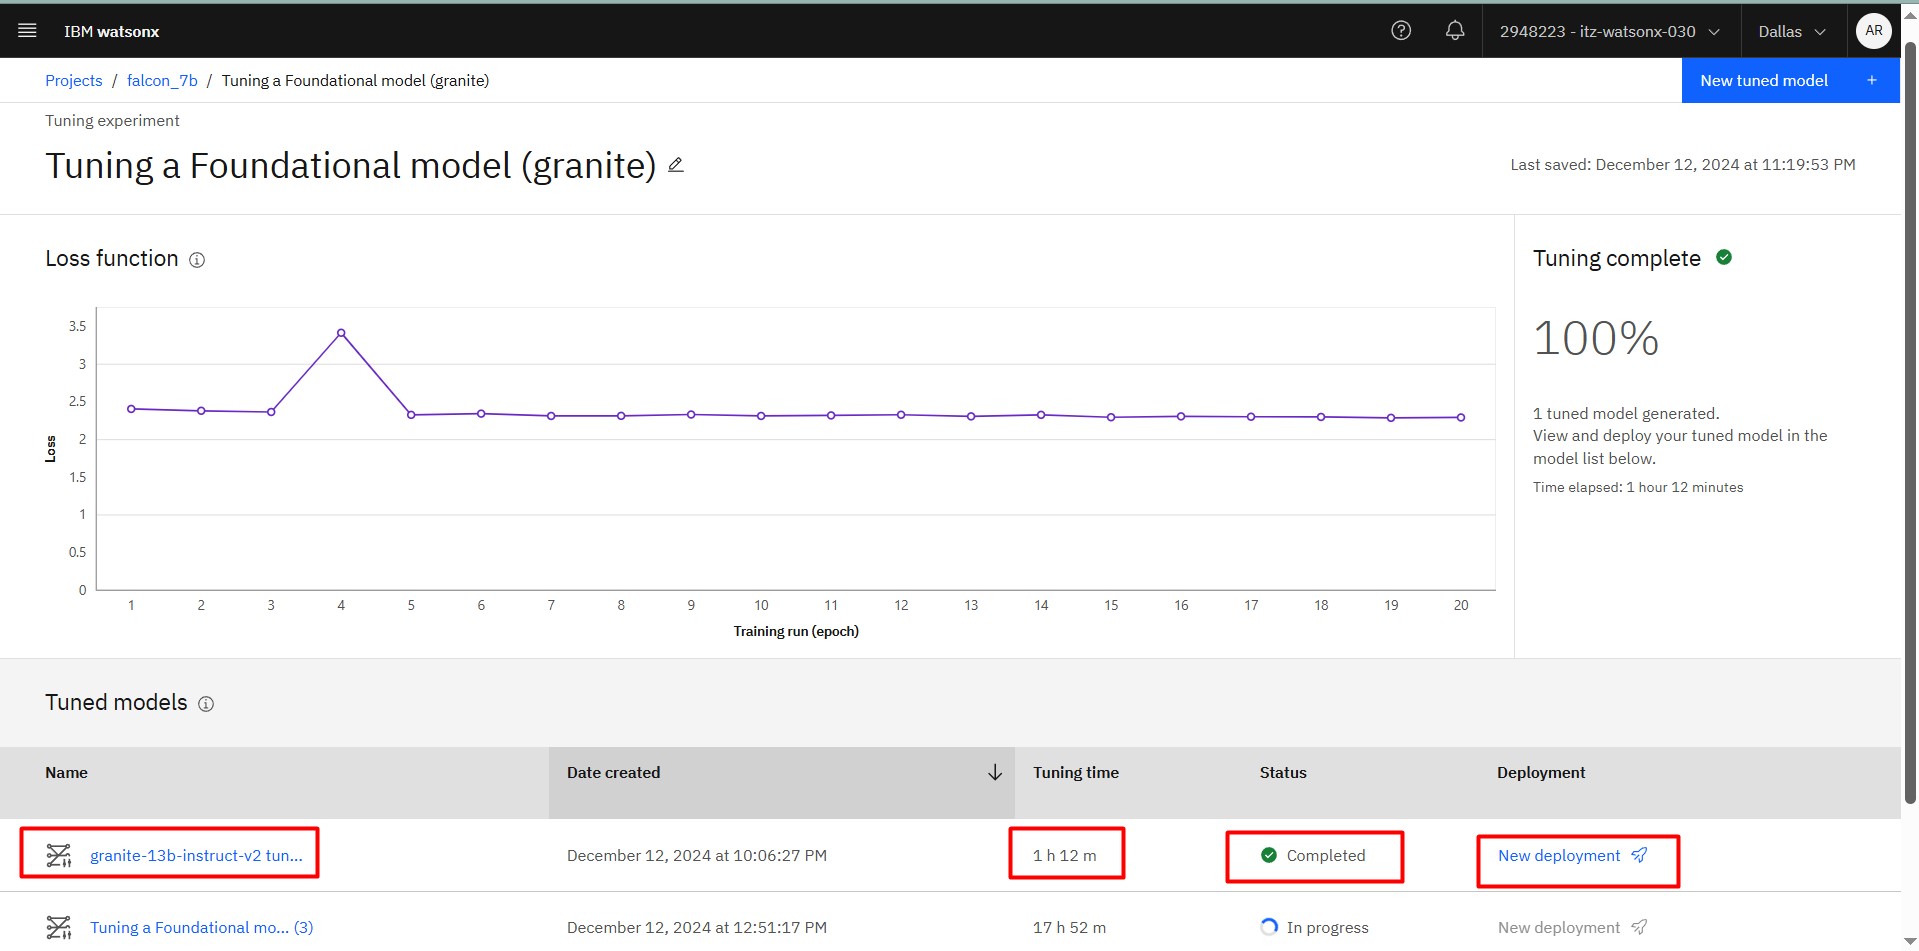 IBM watsonx
2948223 - itz-watsonx-030
Dallas
AR
Projects / falcon_7b / Tuning a Foundational model (granite)
New tuned model +
Tuning experiment
Tuning a Foundational model (granite)
Last saved: December 12, 2024 at 11:19:53 PM
Loss function
Tuning complete
100%
1 tuned model generated.
View and deploy your tuned model in the
model list below.
Time elapsed: 1 hour 12 minutes
3.5
3
2.5
2
1.5
1
0.5
0
Loss
1 2 3 4 5 6 7 8 9 10 11 12 13 14 15 16 17 18 19 20
Training run (epoch)
Tuned models
Name Date created Tuning time Status Deployment
granite-13b-instruct-v2 tun... December 12, 2024 at 10:06:27 PM 1 h 12 m Completed New deployment
Tuning a Foundational mo... (3) December 12, 2024 at 12:51:17 PM 17 h 52 m In progress New deployment